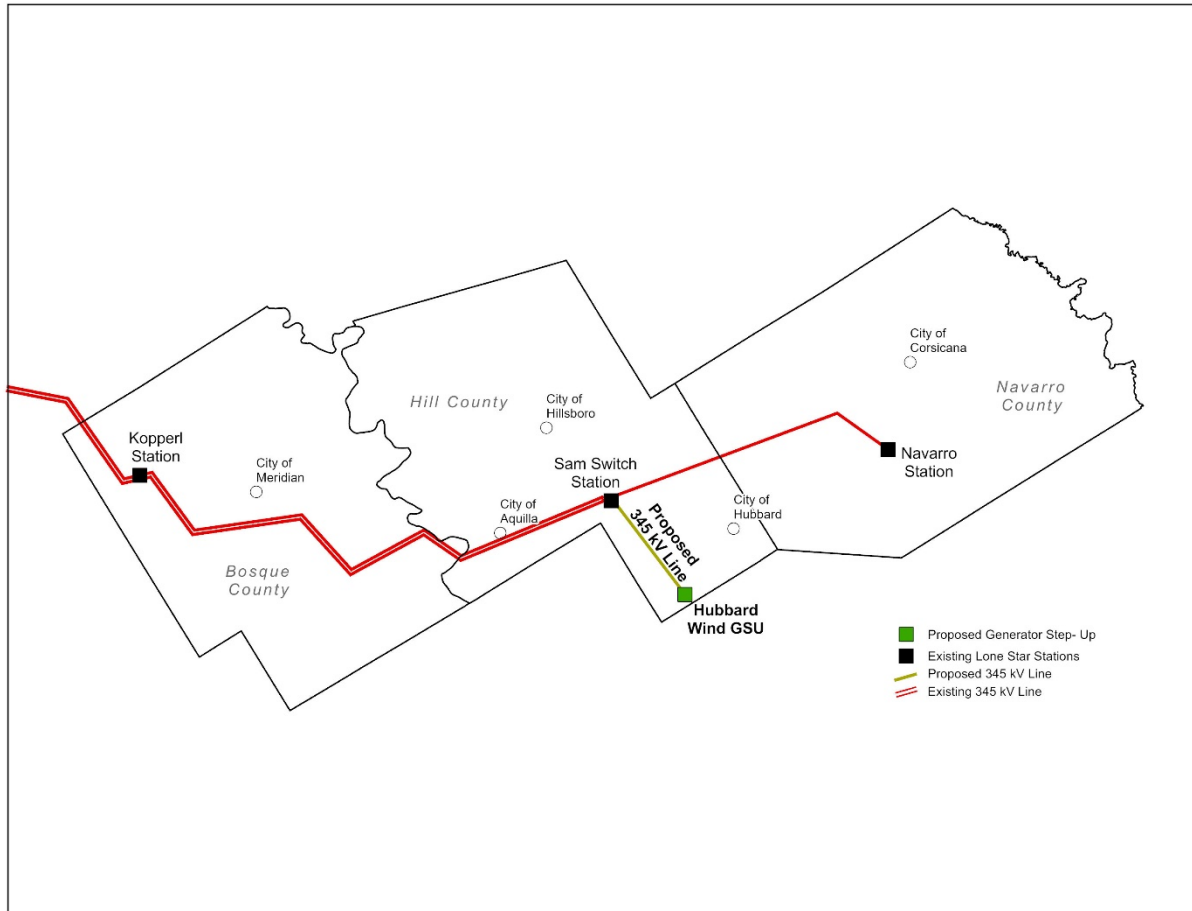 City of
Corsicana
Navarro
County
Hill County
City of
Hillsboro
Kopperl
Station
City of
Meridian
Sam Switch
Station
Navarro
Station
City of
Aquilla
City of
Hubbard
Proposed
345 kV Line
Bosque
County
Hubbard
Wind GSU
Proposed Generator Step- Up
Existing Lone Star Stations
Proposed 345 kV Line
Existing 345 kV Line